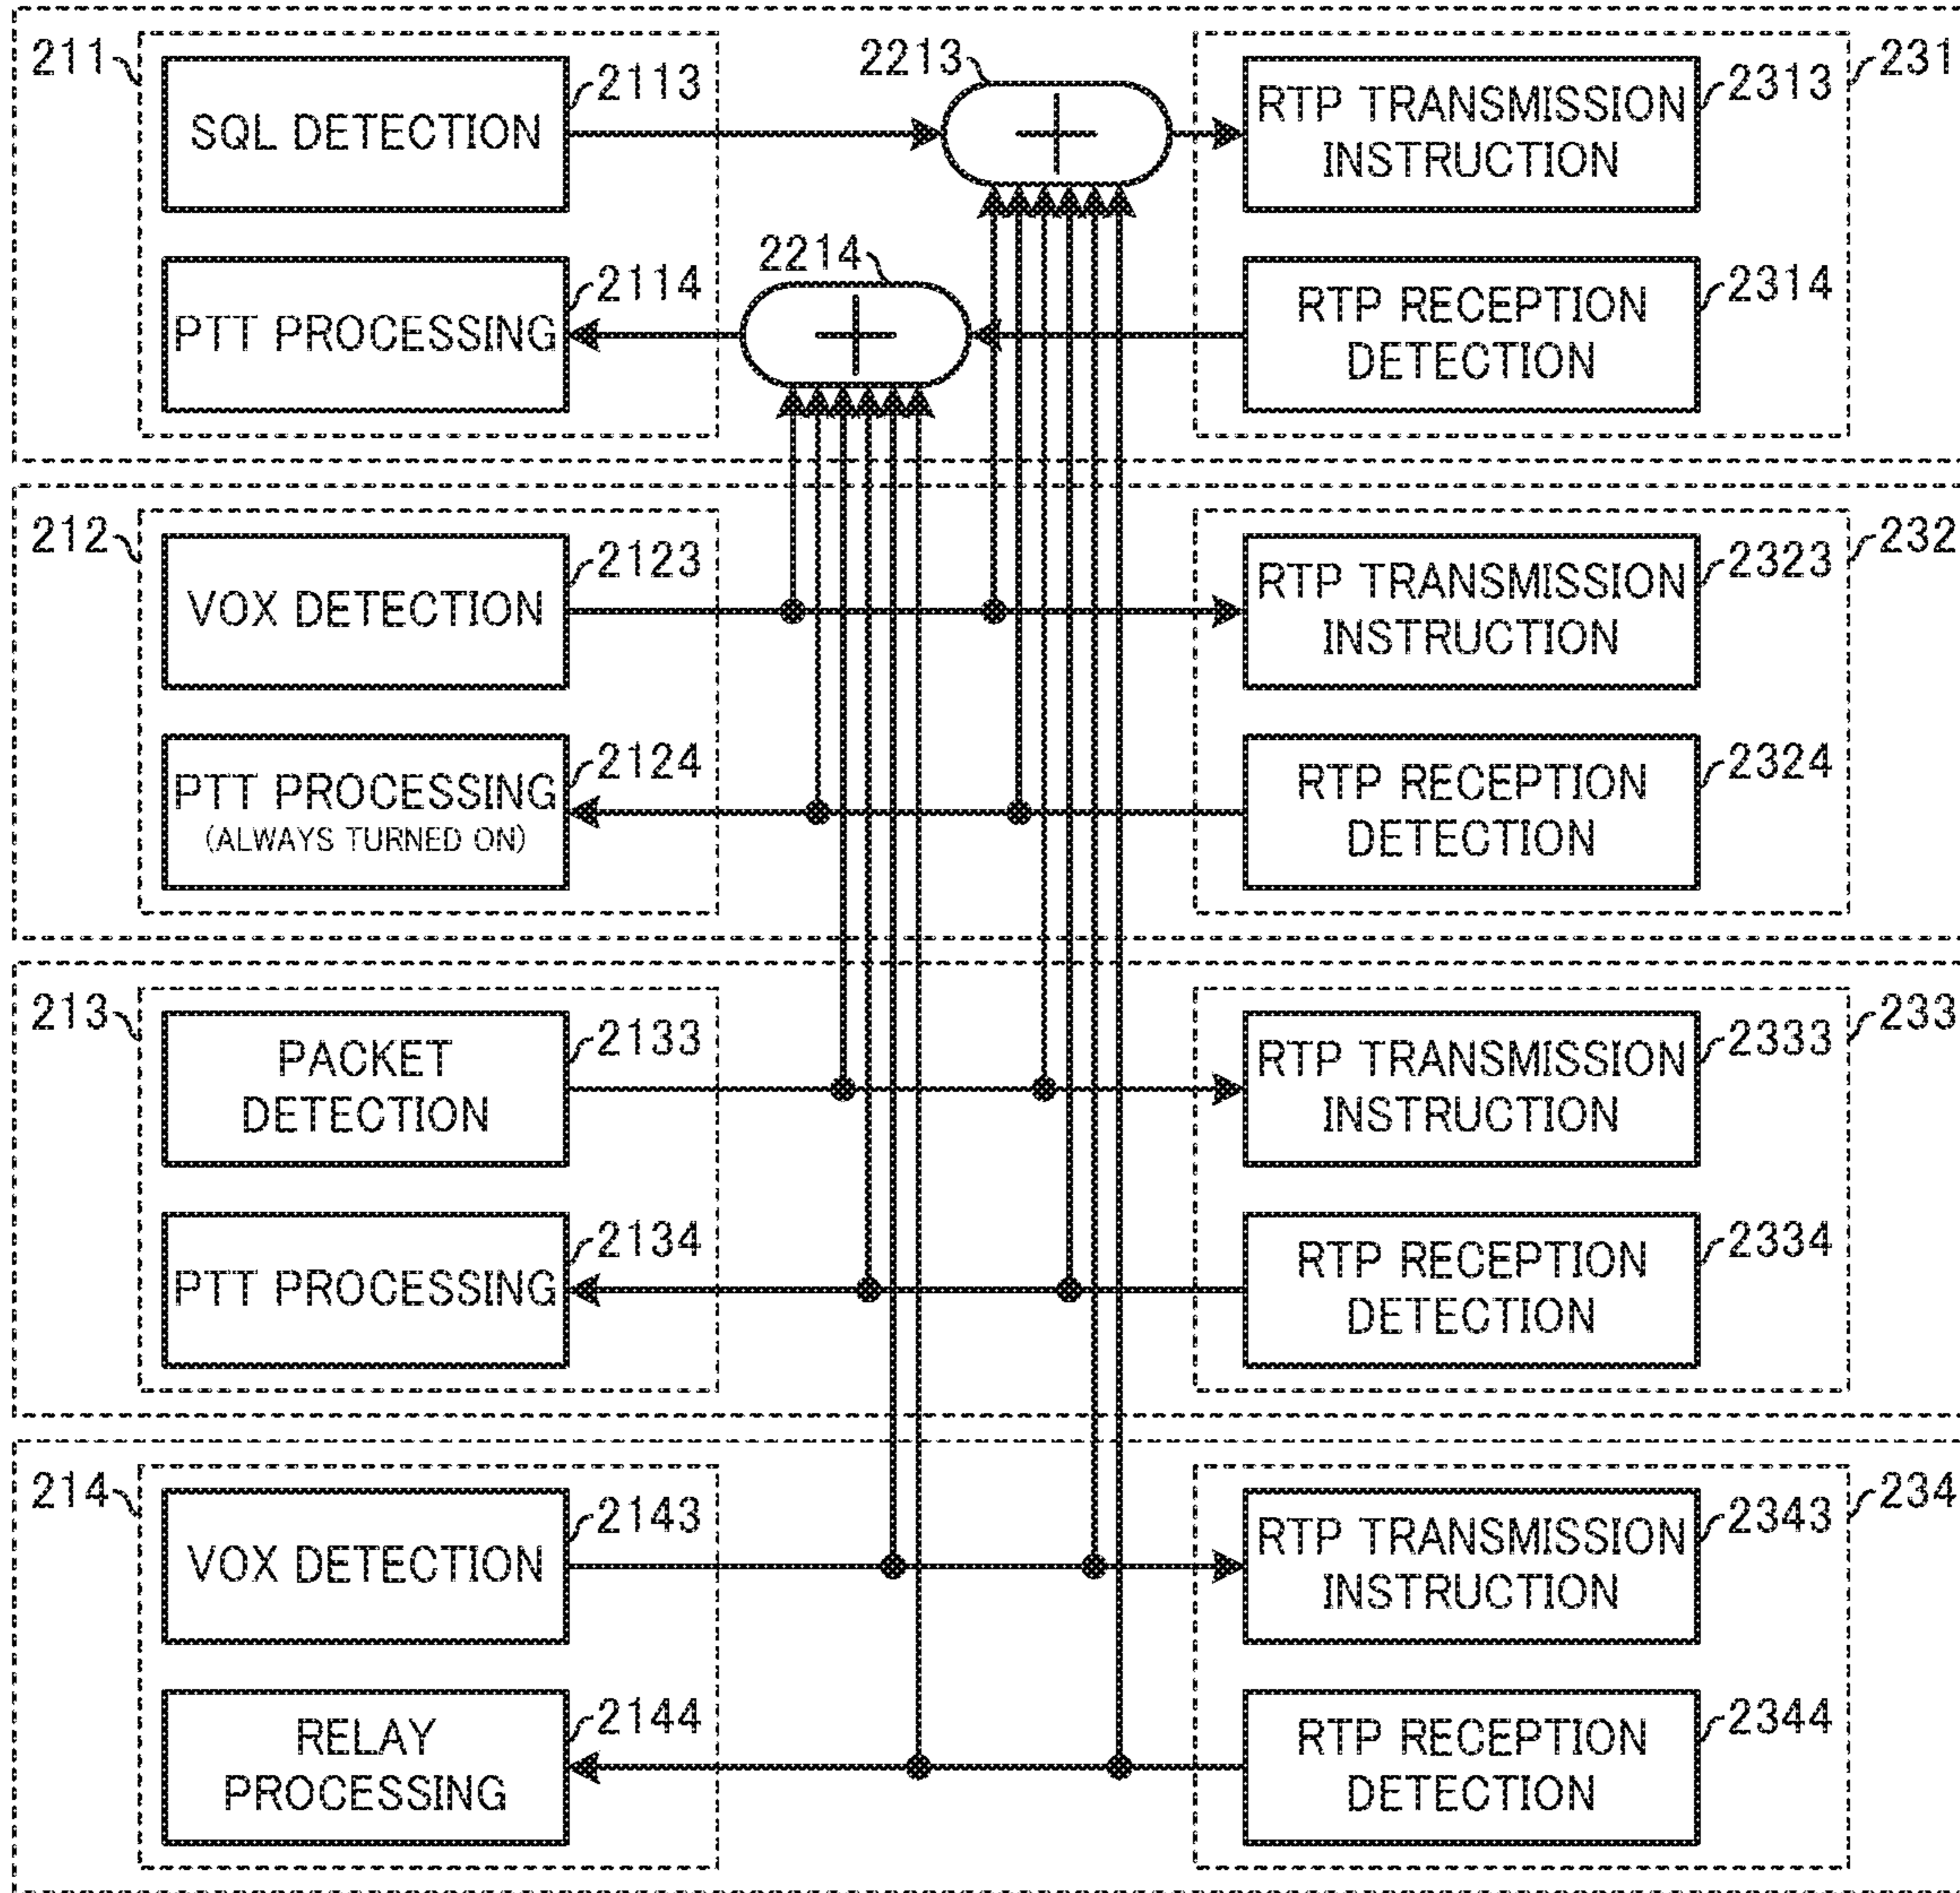 211
SQL DETECTION
2113
2213
RTP TRANSMISSION
INSTRUCTION
2313
231
PTT PROCESSING
2114
2214
RTP RECEPTION
DETECTION
2314
212
VOX DETECTION
2123
RTP TRANSMISSION
INSTRUCTION
2323
232
PTT PROCESSING
(ALWAYS TURNED ON)
2124
RTP RECEPTION
DETECTION
2324
213
PACKET
DETECTION
2133
RTP TRANSMISSION
INSTRUCTION
2333
233
PTT PROCESSING
2134
RTP RECEPTION
DETECTION
2334
214
VOX DETECTION
2143
RTP TRANSMISSION
INSTRUCTION
2343
234
RELAY
PROCESSING
2144
RTP RECEPTION
DETECTION
2344